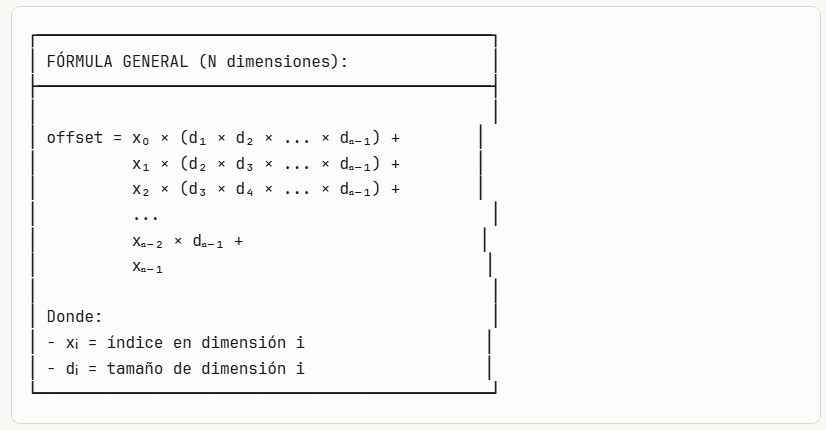 FÓRMULA GENERAL (N dimensiones):
offset = x₀ × (d₁ × d₂ × ... × dₙ₋₁) +
x₁ × (d₂ × d₃ × ... × dₙ₋₁) +
x₂ × (d₃ × d₄ × ... × dₙ₋₁) +
...
xₙ₋₂ × dₙ₋₁ +
xₙ₋₁
Donde:
- xᵢ = índice en dimensión i
- dᵢ = tamaño de dimensión i